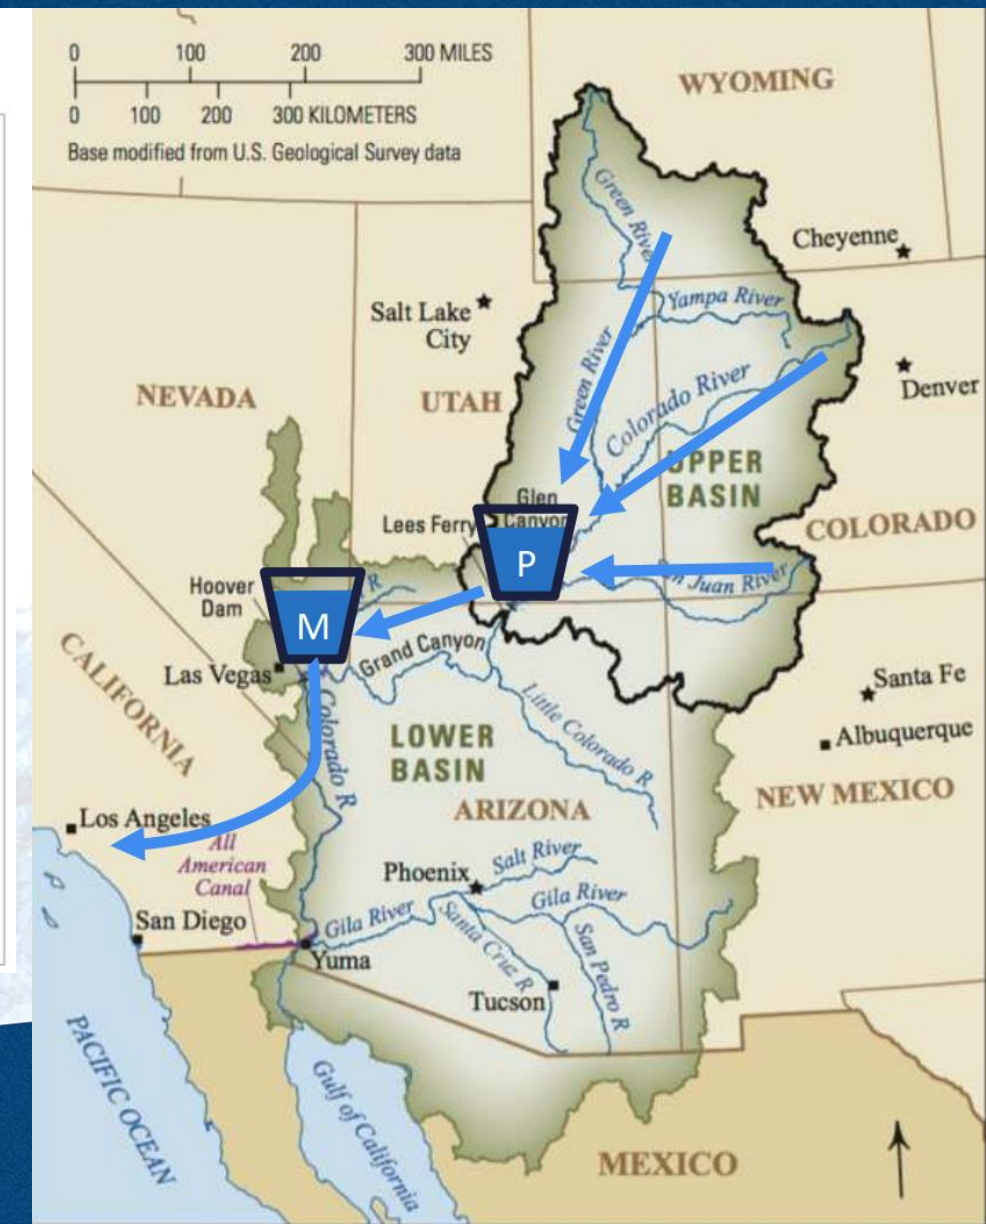 0 100 200 300 MILES
0 100 200 300 KILOMETERS
Base modified from U.S. Geological Survey data
WYOMING
Green River
Cheyenne
Yampa River
Salt Lake
City
Green River
Denver
NEVADA
UTAH
Colorado River
UPPER
BASIN
Glen
Canyon
Lees Ferry
COLORADO
P
Hoover
Dam
R
San Juan River
M
Grand Canyon
Las Vegas
Santa Fe
CALIFORNIA
Colorado R
Little Colorado R
Albuquerque
LOWER
BASIN
NEW MEXICO
ARIZONA
Los Angeles
All
American
Canal
Phoenix
Salt River
Gila River
San Diego
Gila River
Santa Cruz R
San Pedro R
Yuma
Tucson
PACIFIC OCEAN
Gulf of California
MEXICO